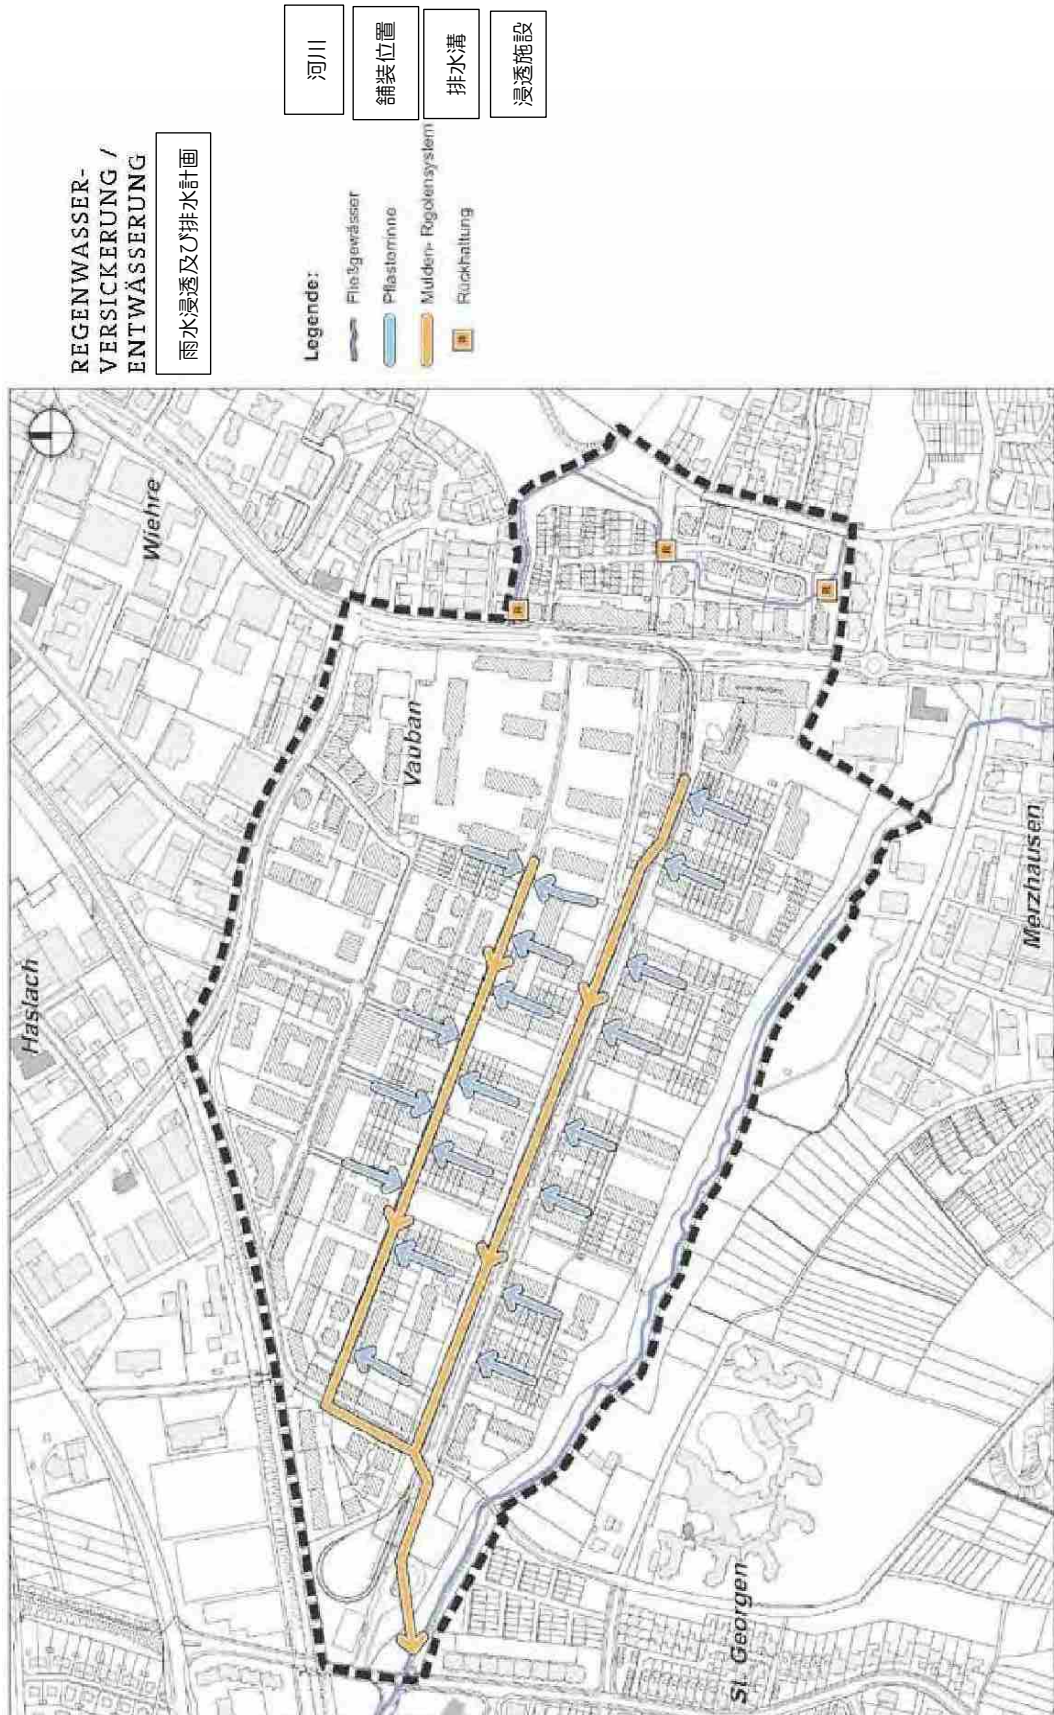 REGENWASSER-
VERSICKERUNG /
ENTWÄSSERUNG
雨水浸透及び排水計画
Legende:
Fließgewässer
河川
Pflasterrinne
舗装位置
Mulden- Rigolensystem
排水溝
Rückhaltung
浸透施設
Haslach
Wiehre
Vauban
Merzhausen
St. Georgen
R
R
R
R